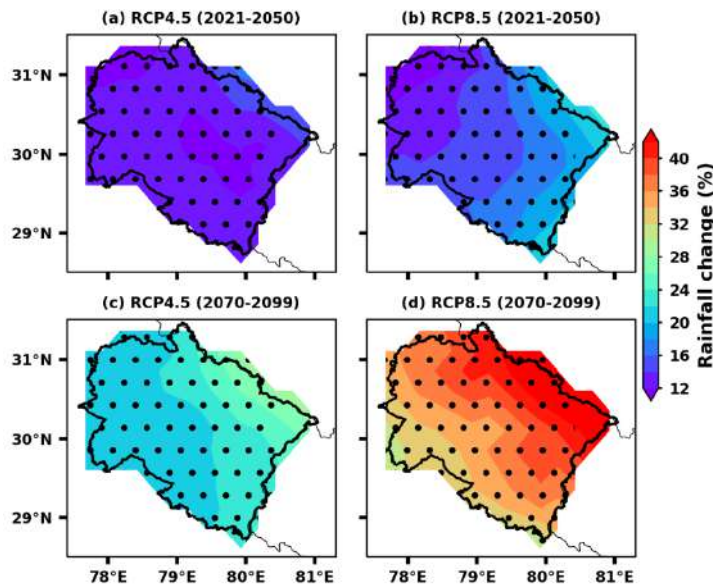 (a) RCP4.5 (2021-2050)
(b) RCP8.5 (2021-2050)
31°N
30°N
29°N
(c) RCP4.5 (2070-2099)
(d) RCP8.5 (2070-2099)
31°N
30°N
29°N
78°E 79°E 80°E 81°E
78°E 79°E 80°E 81°E
40
36
32
28
24
20
16
12
Rainfall change (%)